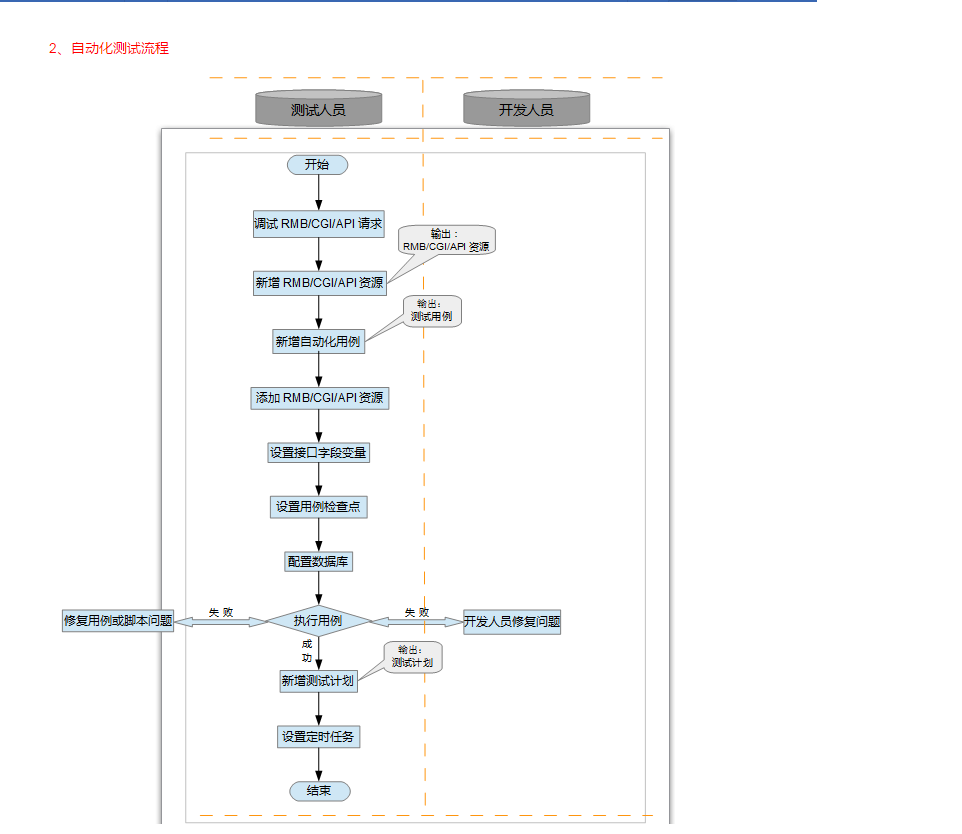 2、自动化测试流程
测试人员
开发人员
开始
调试 RMB/CGI/API 请求
输出：
RMB/CGI/API 资源
新增 RMB/CGI/API 资源
输出：
测试用例
新增自动化用例
添加 RMB/CGI/API 资源
设置接口字段变量
设置用例检查点
配置数据库
修复用例或脚本问题
失 败
执行用例
失 败
开发人员修复问题
成
功
输出：
测试计划
新增测试计划
设置定时任务
结束